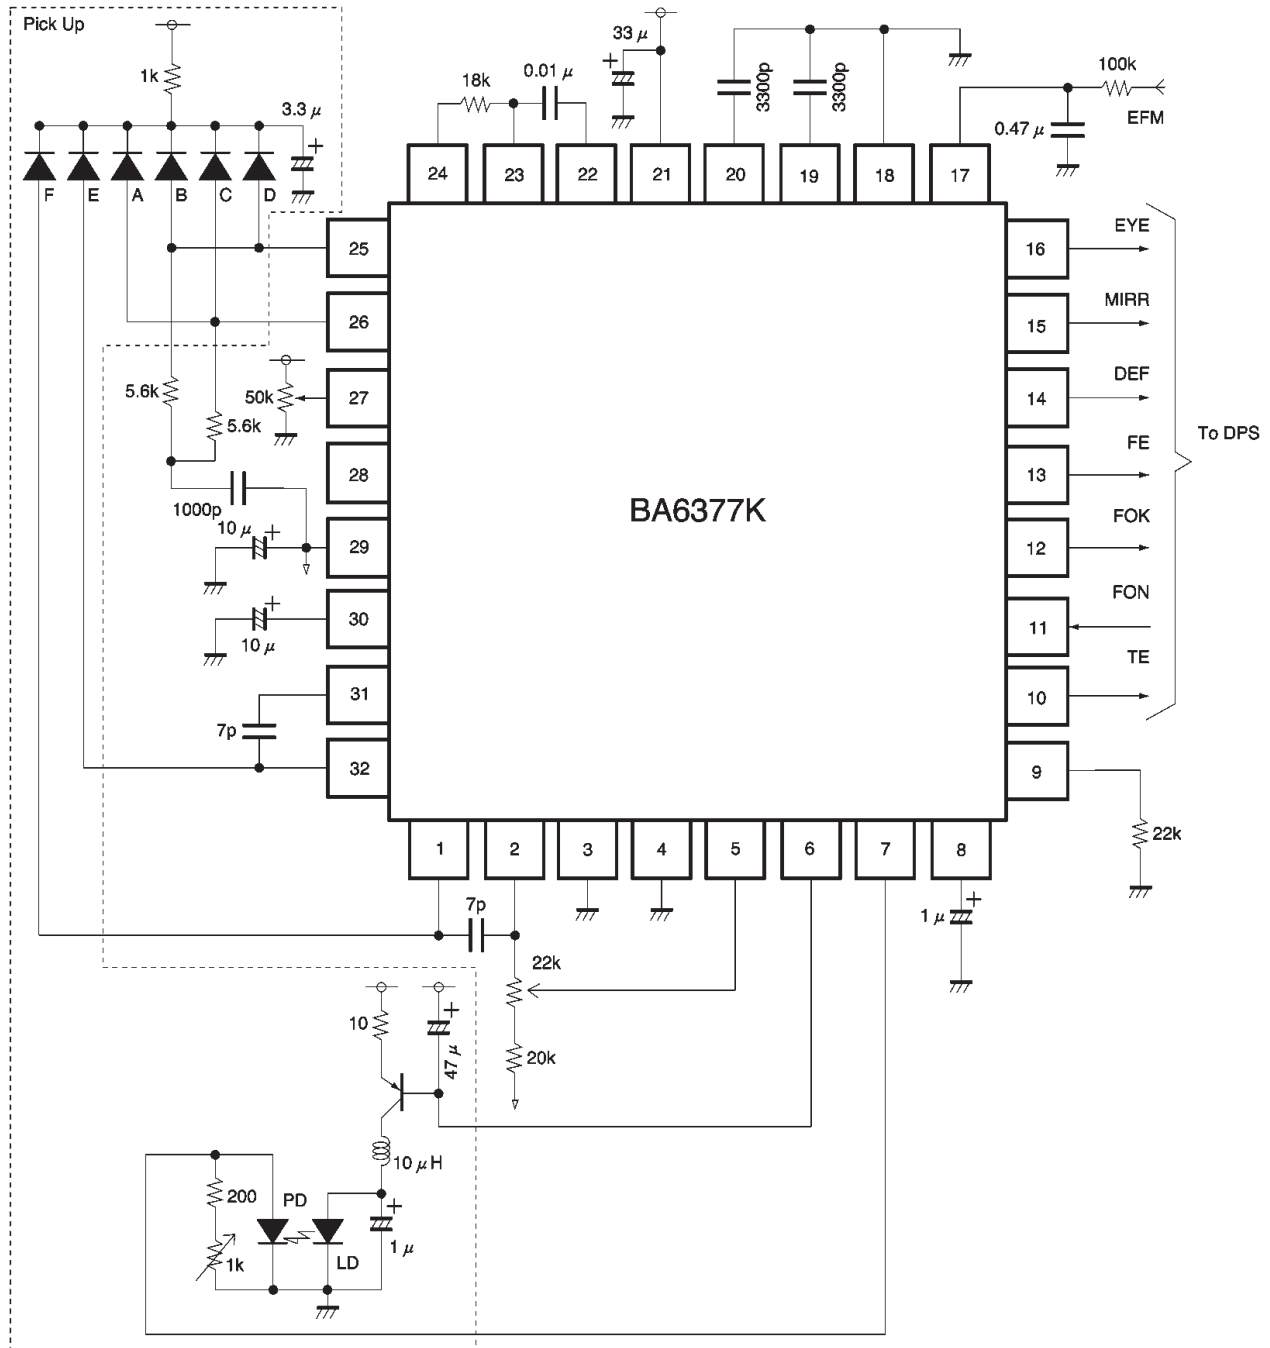 Pick Up
33 μ
1k
18k
0.01 μ
3300p
3300p
100k
EFM
3.3 μ
0.47 μ
F
E
A
B
C
D
24
23
22
21
20
19
18
17
25
26
27
28
29
30
31
32
16
15
14
13
12
11
10
9
EYE
MIRR
DEF
FE
FOK
FON
TE
To DPS
5.6k
50k
5.6k
1000p
10 μ
10 μ
7p
BA6377K
22k
1
2
3
4
5
6
7
8
7p
1 μ
22k
20k
10
47 μ
10 μH
200
PD
1k
LD
1 μ